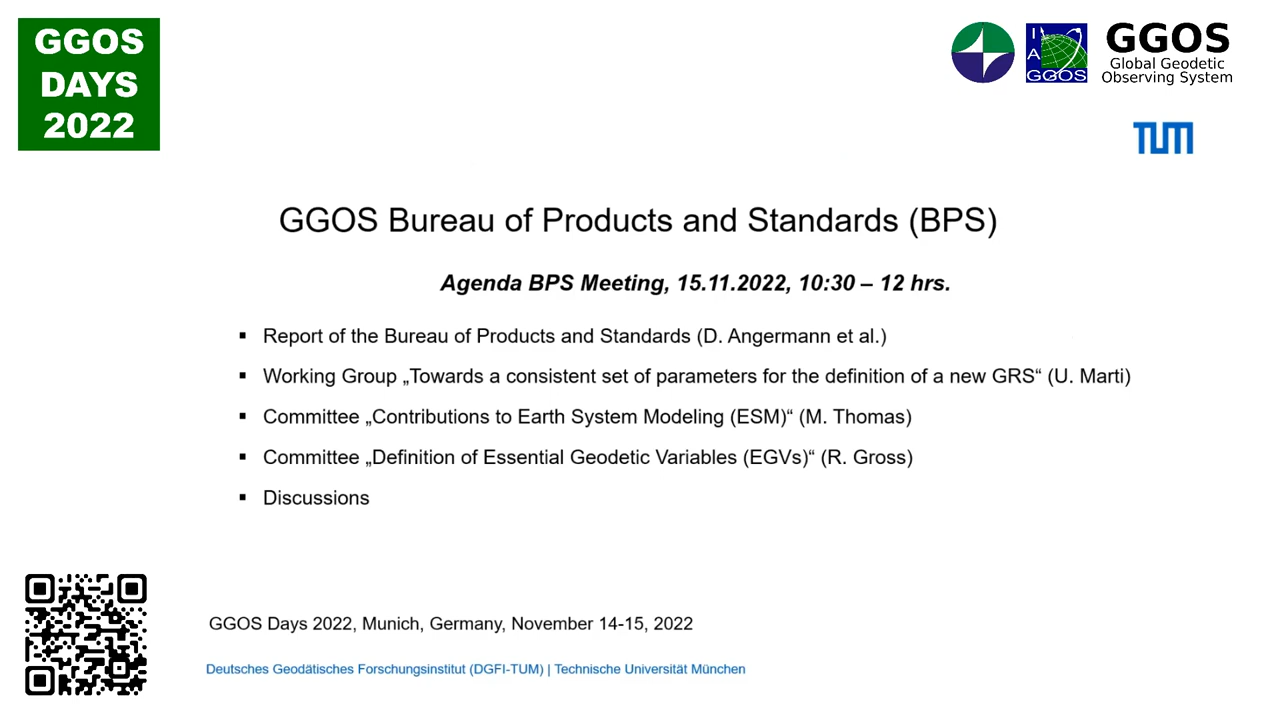 GGOS
DAYS
2022
I
A
GGOS
GGOS
Global Geodetic
Observing System
TUM
GGOS Bureau of Products and Standards (BPS)
Agenda BPS Meeting, 15.11.2022, 10:30 – 12 hrs.
▪ Report of the Bureau of Products and Standards (D. Angermann et al.)
▪ Working Group „Towards a consistent set of parameters for the definition of a new GRS“ (U. Marti)
▪ Committee „Contributions to Earth System Modeling (ESM)“ (M. Thomas)
▪ Committee „Definition of Essential Geodetic Variables (EGVs)“ (R. Gross)
▪ Discussions
GGOS Days 2022, Munich, Germany, November 14-15, 2022
Deutsches Geodätisches Forschungsinstitut (DGFI-TUM) | Technische Universität München